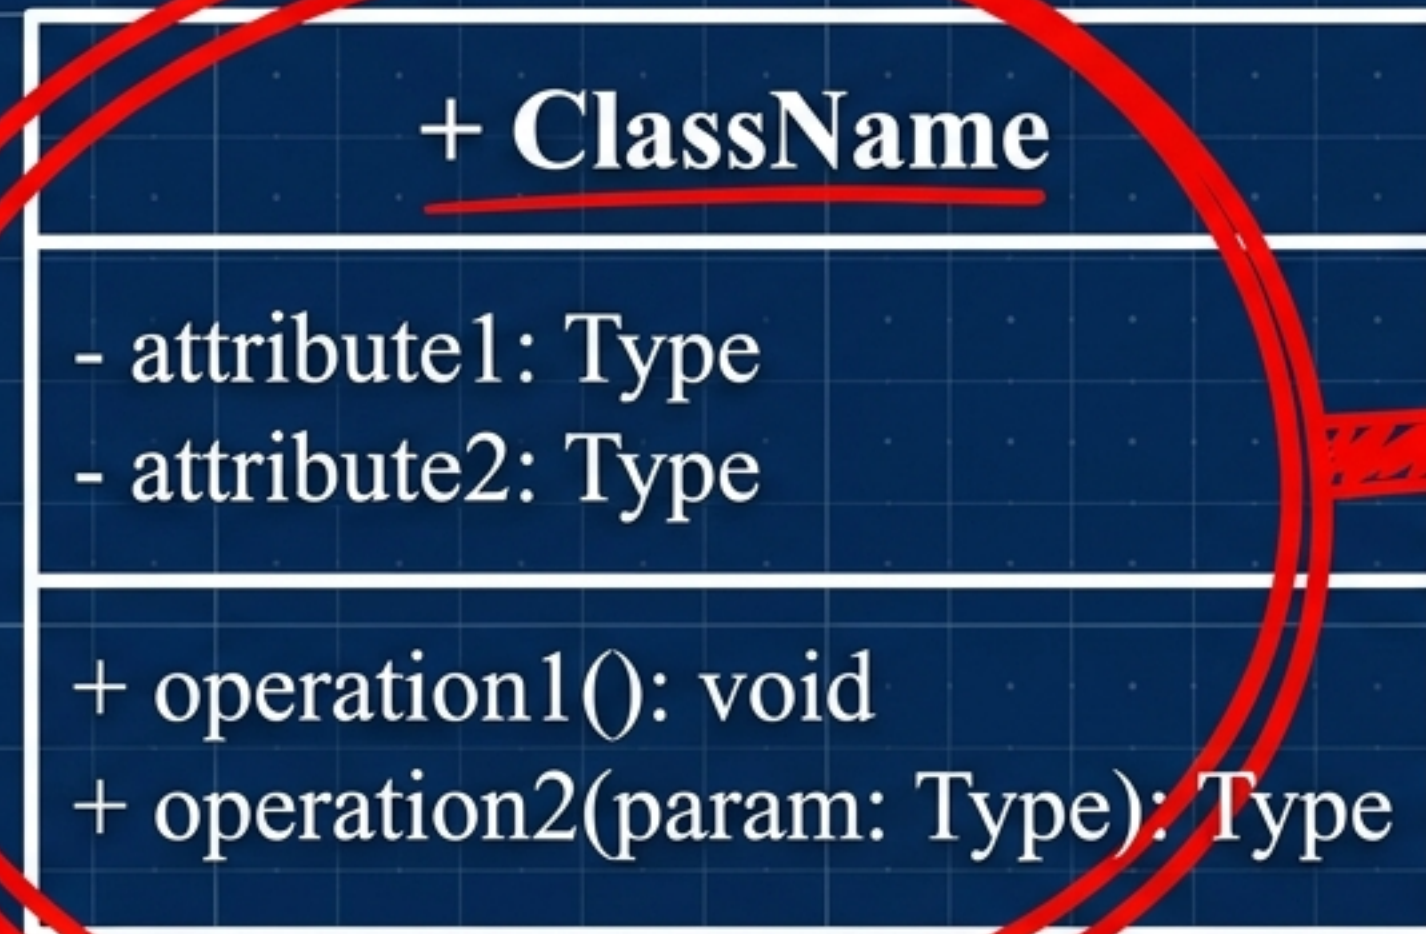 + ClassName
- attribute1: Type
- attribute2: Type
+ operation1(): void
+ operation2(param: Type): Type